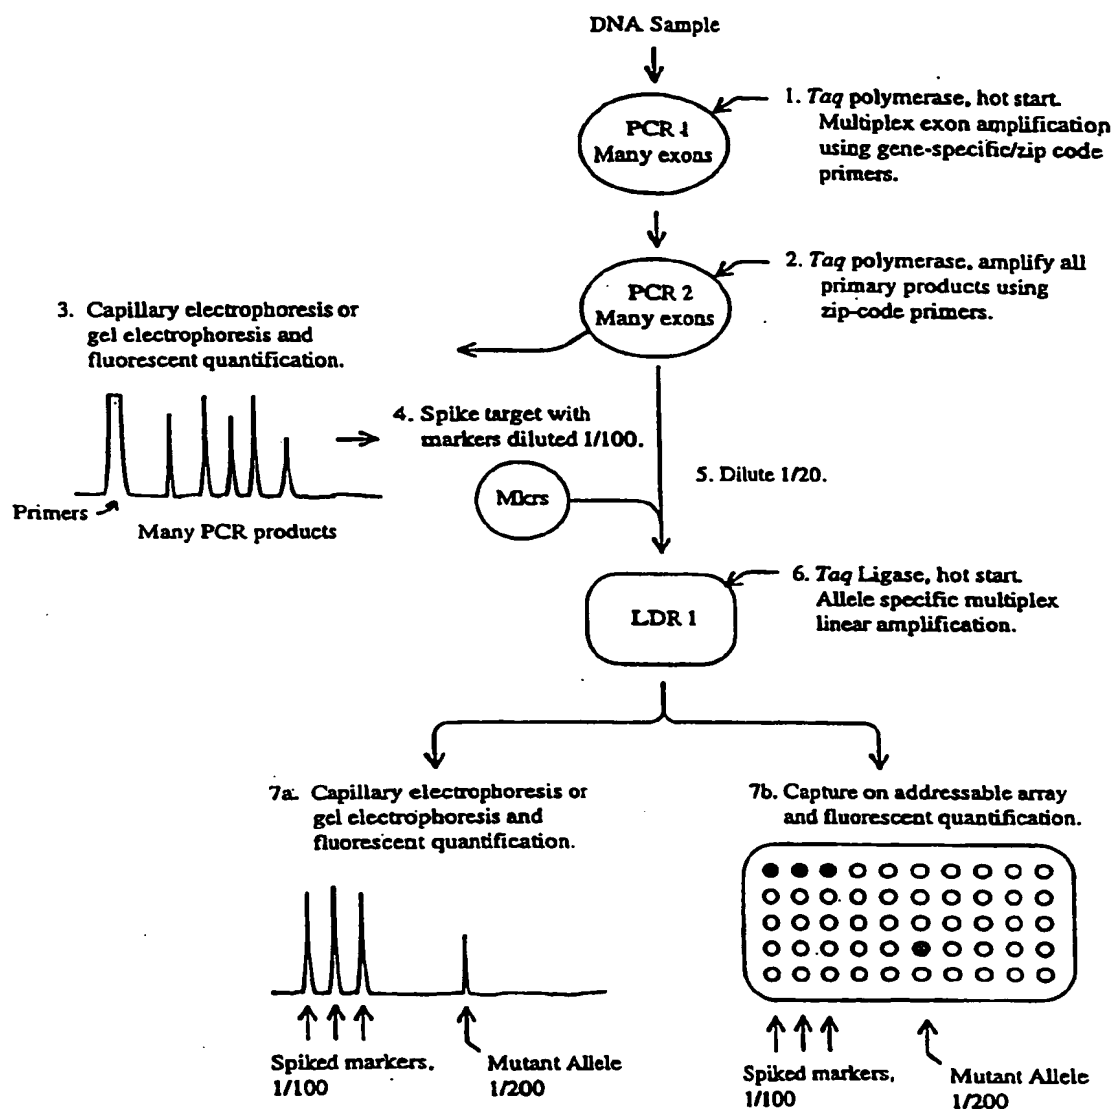 DNA Sample
PCR 1
Many exons
1. Taq polymerase, hot start.
Multiplex exon amplification
using gene-specific/zip code
primers.
PCR 2
Many exons
2. Taq polymerase, amplify all
primary products using
zip-code primers.
3. Capillary electrophoresis or
gel electrophoresis and
fluorescent quantification.
Primers
Many PCR products
4. Spike target with
markers diluted 1/100.
Mkrs
5. Dilute 1/20.
LDR 1
6. Taq Ligase, hot start.
Allele specific multiplex
linear amplification.
7a. Capillary electrophoresis or
gel electrophoresis and
fluorescent quantification.
Spiked markers,
1/100
Mutant Allele
1/200
7b. Capture on addressable array
and fluorescent quantification.
Spiked markers,
1/100
Mutant Allele
1/200